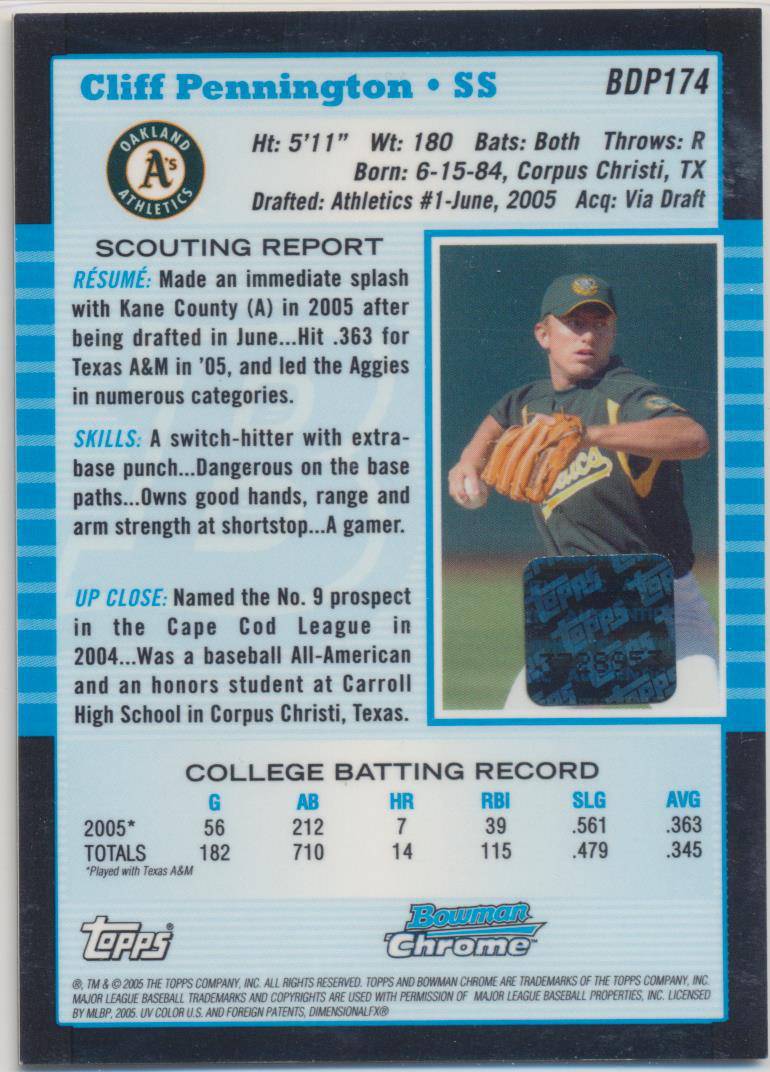 Cliff Pennington • SS
BDP174
OAKLAND
A's
ATHLETICS
Ht: 5'11" Wt: 180 Bats: Both Throws: R
Born: 6-15-84, Corpus Christi, TX
Drafted: Athletics #1-June, 2005 Acq: Via Draft
SCOUTING REPORT
RÉSUMÉ: Made an immediate splash
with Kane County (A) in 2005 after
being drafted in June...Hit .363 for
Texas A&M in '05, and led the Aggies
in numerous categories.
SKILLS: A switch-hitter with extra-
base punch...Dangerous on the base
paths...Owns good hands, range and
arm strength at shortstop...A gamer.
UP CLOSE: Named the No. 9 prospect
in the Cape Cod League in
2004...Was a baseball All-American
and an honors student at Carroll
High School in Corpus Christi, Texas.
topps
topps
topps
COLLEGE BATTING RECORD
G AB HR RBI SLG AVG
2005* 56 212 7 39 .561 .363
TOTALS 182 710 14 115 .479 .345
*Played with Texas A&M
topps®
Bowman
Chrome™
®, TM & © 2005 THE TOPPS COMPANY, INC. ALL RIGHTS RESERVED. TOPPS AND BOWMAN CHROME ARE TRADEMARKS OF THE TOPPS COMPANY, INC.
MAJOR LEAGUE BASEBALL TRADEMARKS AND COPYRIGHTS ARE USED WITH PERMISSION OF MAJOR LEAGUE BASEBALL PROPERTIES, INC. LICENSED
BY MLBP, 2005. UV COLOR U.S. AND FOREIGN PATENTS, DIMENSIONALFX®